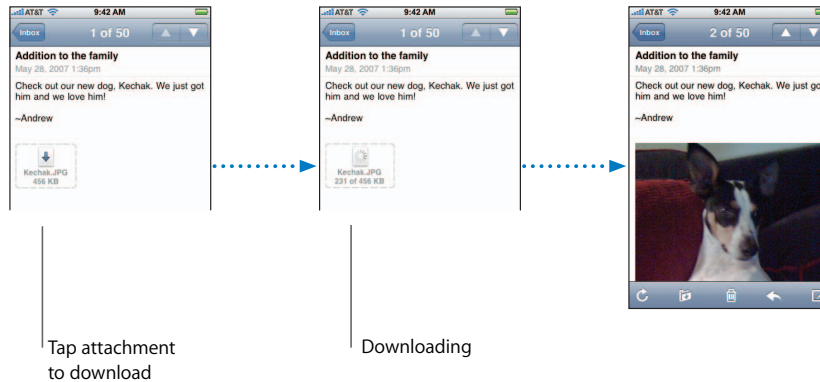 AT&T 9:42 AM
Inbox 1 of 50
Addition to the family
May 28, 2007 1:36pm
Check out our new dog, Kechak. We just got
him and we love him!
~Andrew
Kechak.JPG
456 KB
Tap attachment
to download
AT&T 9:42 AM
Inbox 1 of 50
Addition to the family
May 28, 2007 1:36pm
Check out our new dog, Kechak. We just got
him and we love him!
~Andrew
Kechak.JPG
231 of 456 KB
Downloading
AT&T 9:42 AM
Inbox 2 of 50
Addition to the family
May 28, 2007 1:36pm
Check out our new dog, Kechak. We just go
him and we love him!
~Andrew